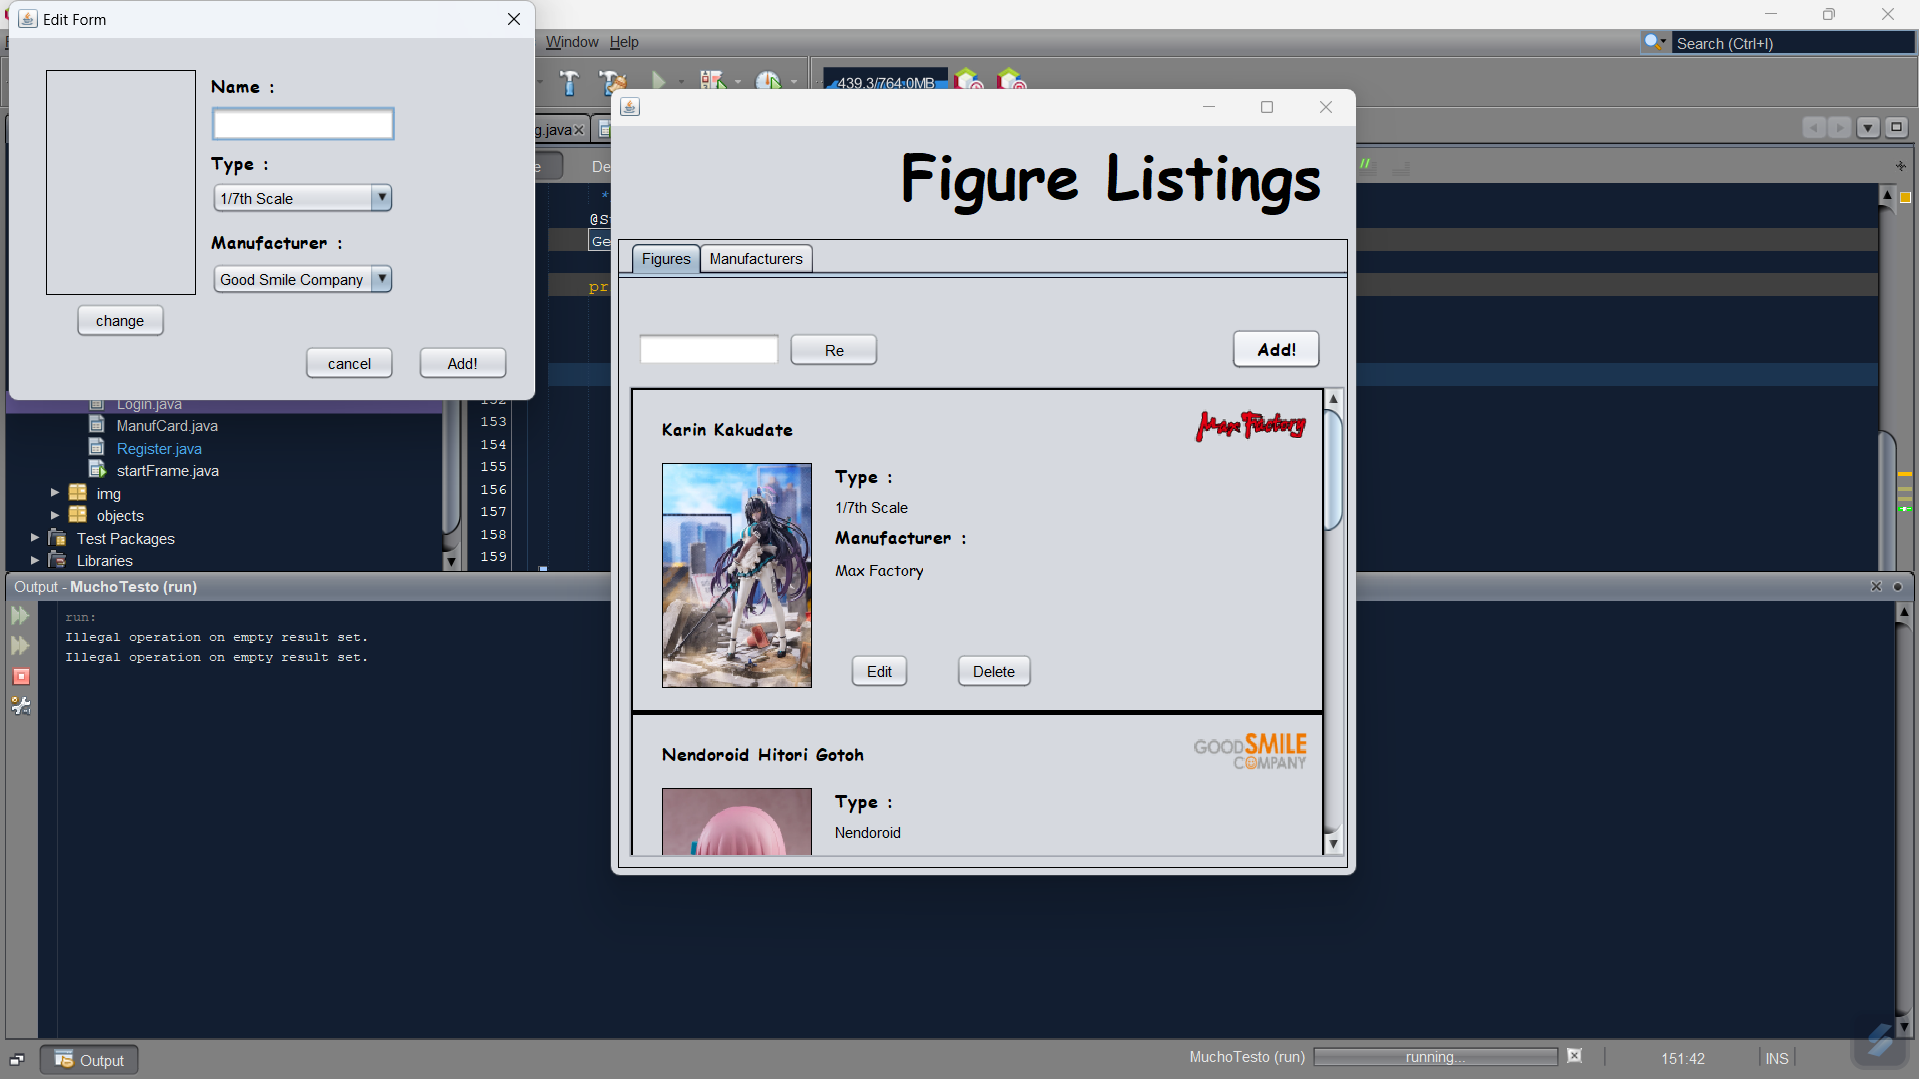 Edit Form
Name :
Type :
1/7th Scale
Manufacturer :
Good Smile Company
change
cancel
Add!
Window Help
Search (Ctrl+I)
439.3/764.0MB
g.java
De
*
@S
Ge
pr
Figure Listings
Figures
Manufacturers
Re
Add!
Karin Kakudate
Max Factory
Type :
1/7th Scale
Manufacturer :
Max Factory
Edit
Delete
Nendoroid Hitori Gotoh
GOOD SMILE
COMPANY
Type :
Nendoroid
Login.java
ManufCard.java
Register.java
startFrame.java
img
objects
Test Packages
Libraries
152
153
154
155
156
157
158
159
Output - MuchoTesto (run)
run:
Illegal operation on empty result set.
Illegal operation on empty result set.
Output
MuchoTesto (run)
running...
151:42
INS